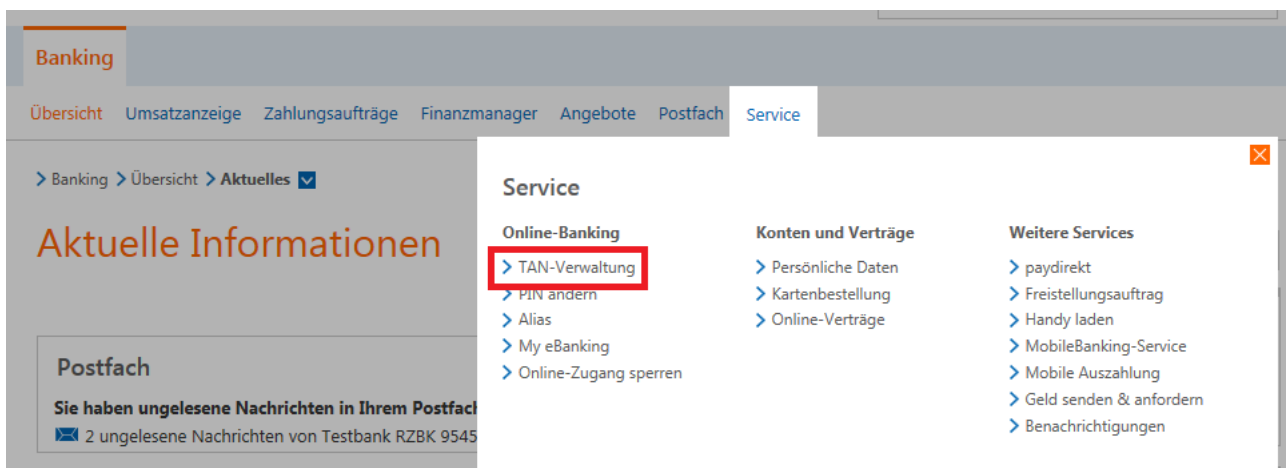 Banking
Übersicht Umsatzanzeige Zahlungsaufträge Finanzmanager Angebote Postfach Service
Banking Übersicht Aktuelles
Aktuelle Informationen
Postfach
Sie haben ungelesene Nachrichten in Ihrem Postfach
2 ungelesene Nachrichten von Testbank RZBK 9545
Service
Online-Banking
TAN-Verwaltung
PIN ändern
Alias
My eBanking
Online-Zugang sperren
Konten und Verträge
Persönliche Daten
Kartenbestellung
Online-Verträge
Weitere Services
paydirekt
Freistellungsauftrag
Handy laden
MobileBanking-Service
Mobile Auszahlung
Geld senden & anfordern
Benachrichtigungen